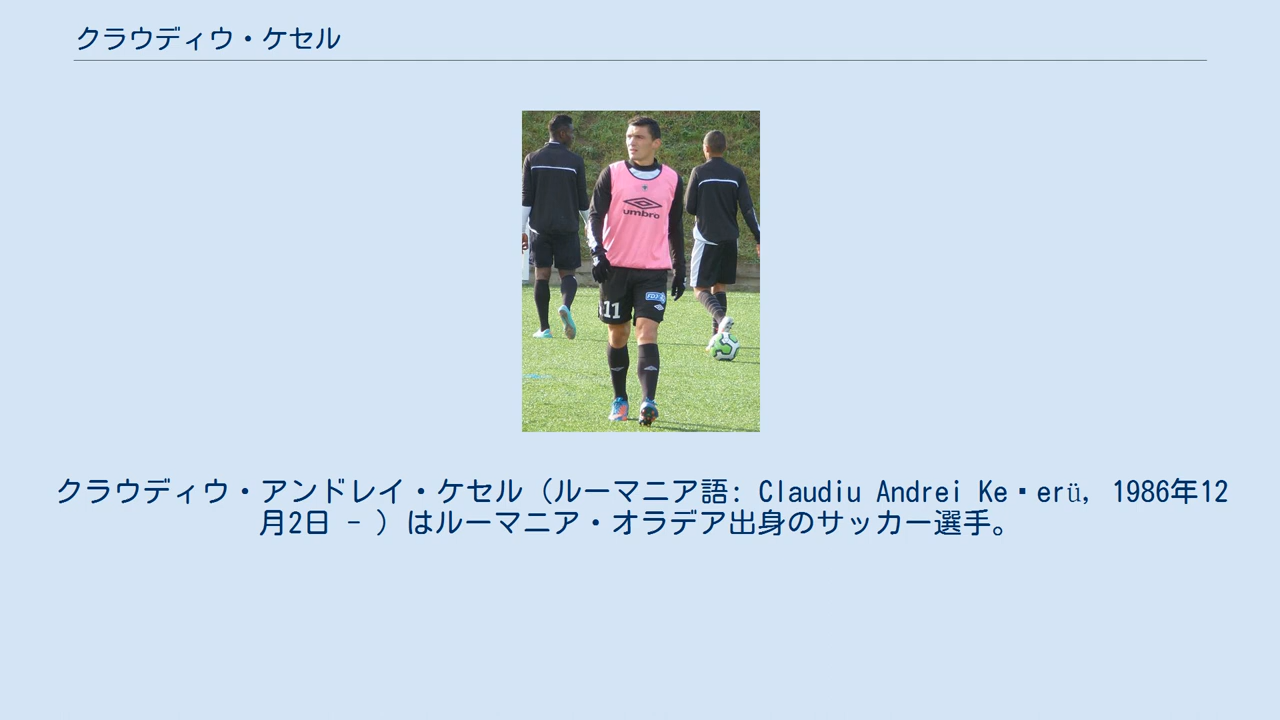 クラウディウ・ケセル
umbro
FDJ
11
クラウディウ・アンドレイ・ケセル（ルーマニア語: Claudiu Andrei Ke�erü, 1986年12
月2日 - ）はルーマニア・オラデア出身のサッカー選手。